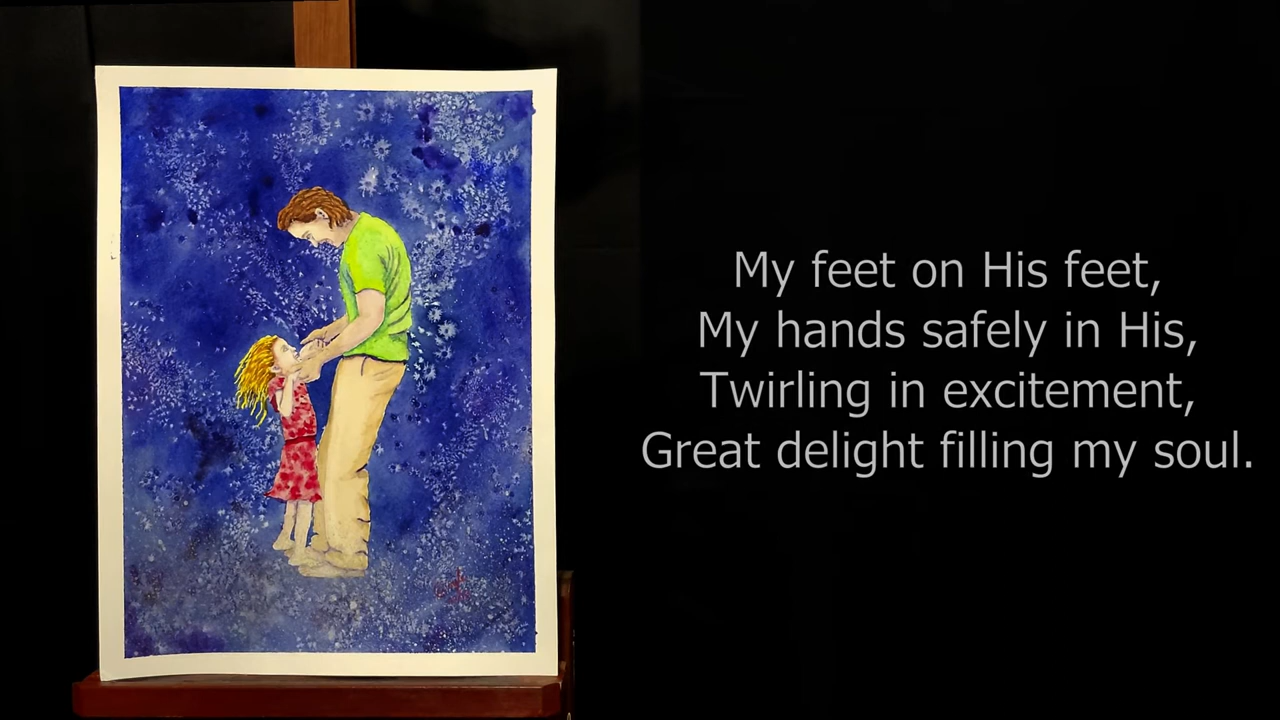 My feet on His feet,
My hands safely in His,
Twirling in excitement,
Great delight filling my soul.